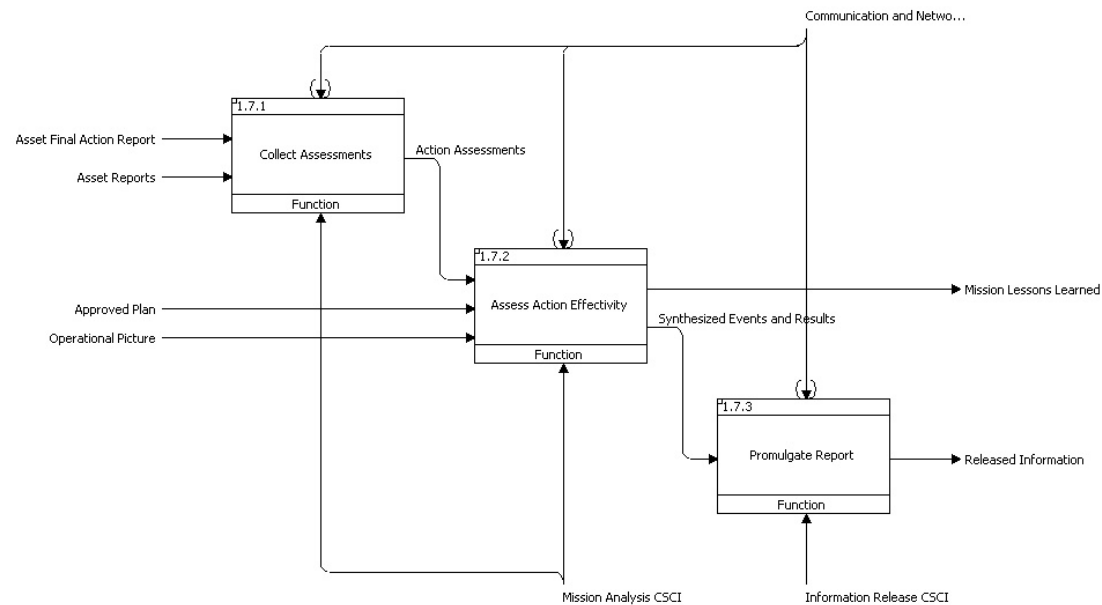 Communication and Netwo...
1.7.1
Asset Final Action Report
Collect Assessments
Action Assessments
Asset Reports
Function
1.7.2
Approved Plan
Assess Action Effectivity
Mission Lessons Learned
Operational Picture
Synthesized Events and Results
Function
1.7.3
Promulgate Report
Released Information
Function
Mission Analysis CSCI
Information Release CSCI